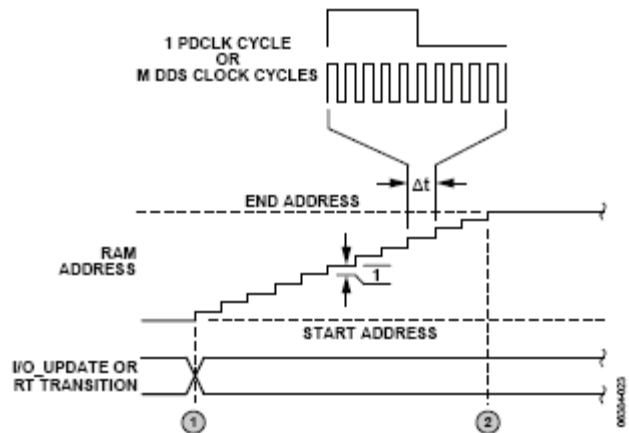 1 PDCLK CYCLE
OR
M DDS CLOCK CYCLES
Δt
END ADDRESS
RAM
ADDRESS
1
START ADDRESS
I/O_UPDATE OR
RT TRANSITION
1
2
06384-023